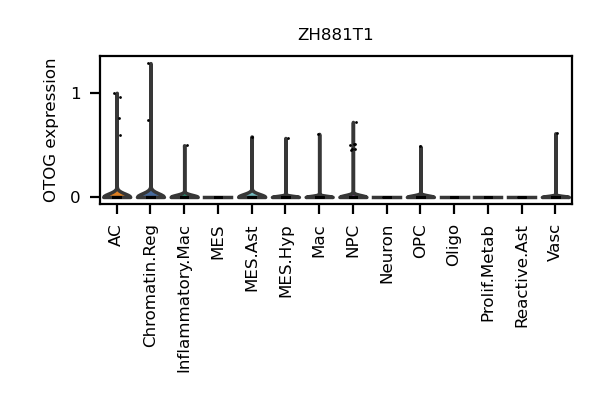 ZH881T1
OTOG expression
1
0
AC
Chromatin.Reg
Inflammatory.Mac
MES
MES.Ast
MES.Hyp
Mac
NPC
Neuron
OPC
Oligo
Prolif.Metab
Reactive.Ast
Vasc